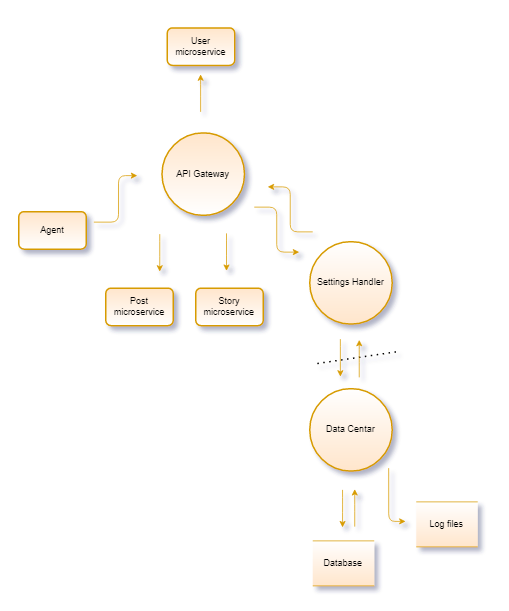 User
microservice
API Gateway
Agent
Post
microservice
Story
microservice
Settings Handler
Data Centar
Log files
Database